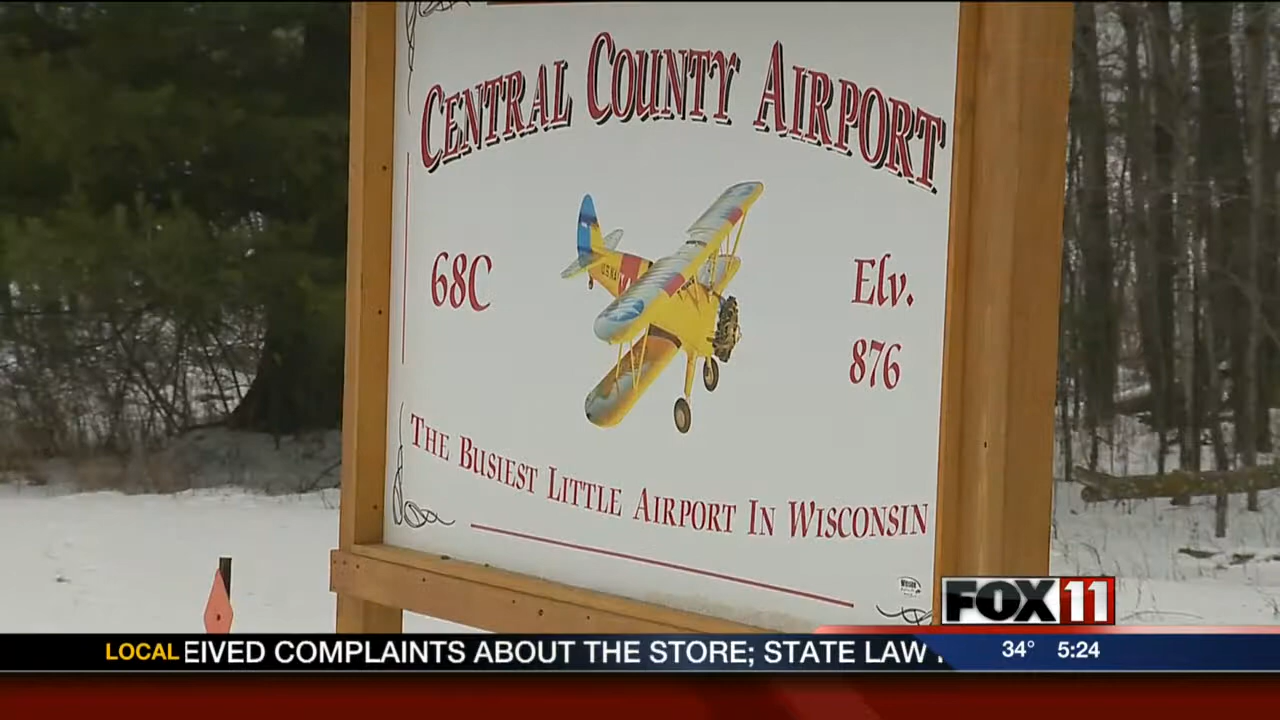 CENTRAL COUNTY AIRPORT
68C
Elv.
876
U.S NAVY
THE BUSIEST LITTLE AIRPORT IN WISCONSIN
FOX 11
LOCAL EIVED COMPLAINTS ABOUT THE STORE; STATE LAW
34° 5:24